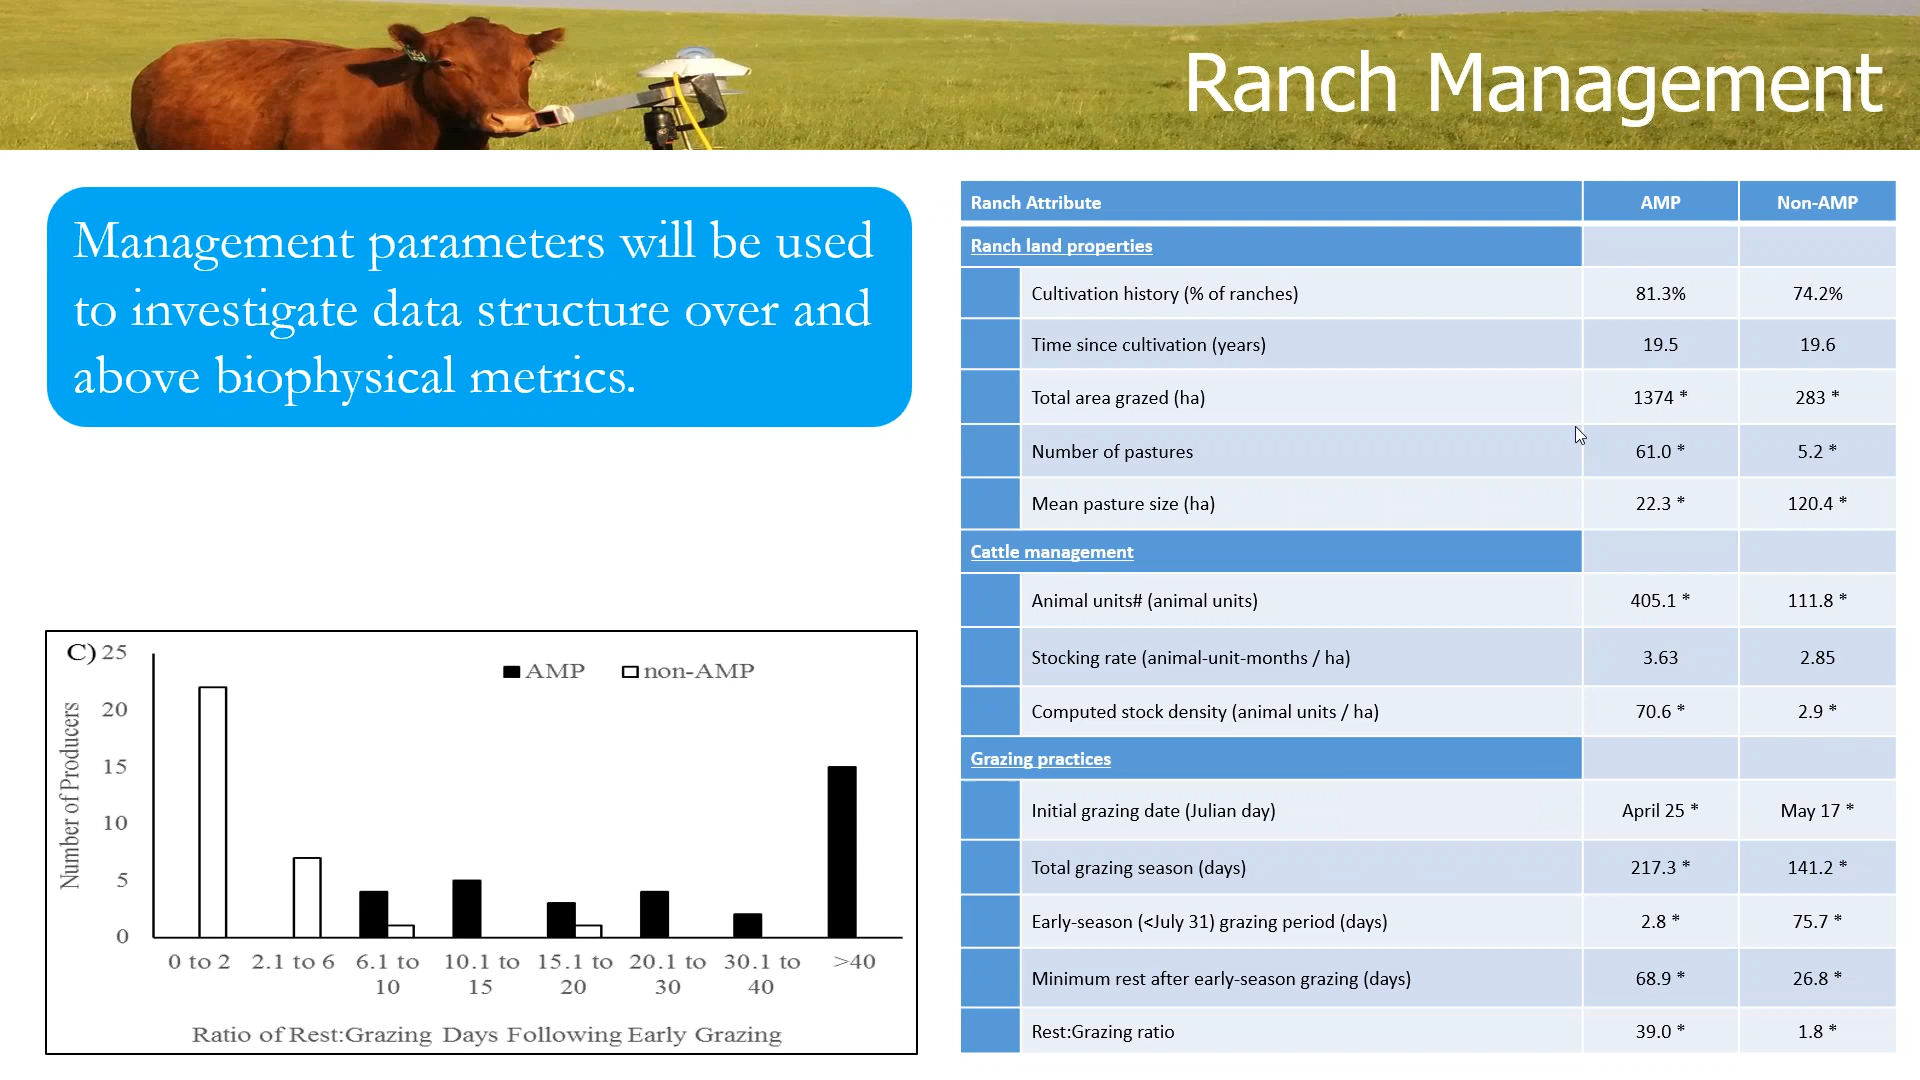 Ranch Management
Management parameters will be used
to investigate data structure over and
above biophysical metrics.
Ranch Attribute AMP Non-AMP
Ranch land properties
Cultivation history (% of ranches) 81.3% 74.2%
Time since cultivation (years) 19.5 19.6
Total area grazed (ha) 1374 * 283 *
Number of pastures 61.0 * 5.2 *
Mean pasture size (ha) 22.3 * 120.4 *
Cattle management
Animal units# (animal units) 405.1 * 111.8 *
Stocking rate (animal-unit-months / ha) 3.63 2.85
Computed stock density (animal units / ha) 70.6 * 2.9 *
Grazing practices
Initial grazing date (Julian day) April 25 * May 17 *
Total grazing season (days) 217.3 * 141.2 *
Early-season (<July 31) grazing period (days) 2.8 * 75.7 *
Minimum rest after early-season grazing (days) 68.9 * 26.8 *
Rest:Grazing ratio 39.0 * 1.8 *
C)
AMP non-AMP
Number of Producers
25
20
15
10
5
0
0 to 2 2.1 to 6 6.1 to 10.1 to 15.1 to 20.1 to 30.1 to >40
10 15 20 30 40
Ratio of Rest:Grazing Days Following Early Grazing